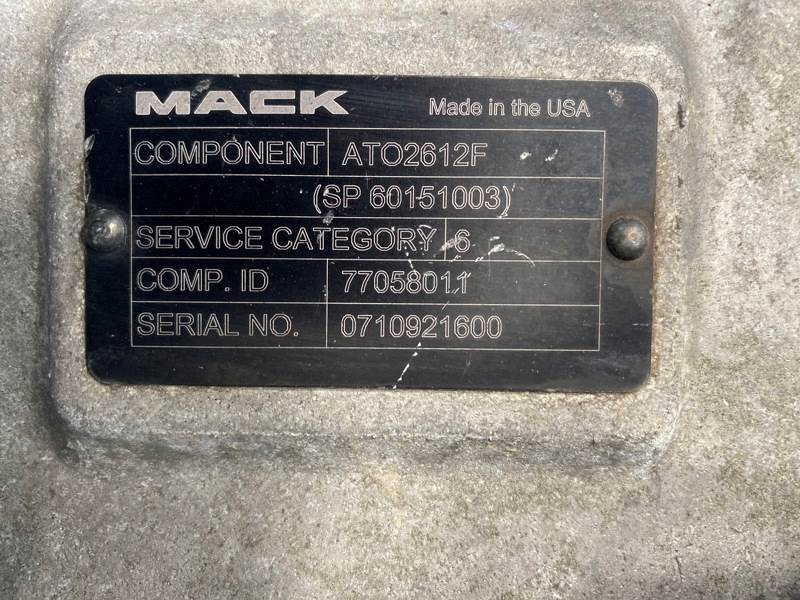 MACK Made in the USA
COMPONENT ATO2612F
(SP 60151003)
SERVICE CATEGORY 6
COMP. ID 77058011
SERIAL NO. 0710921600